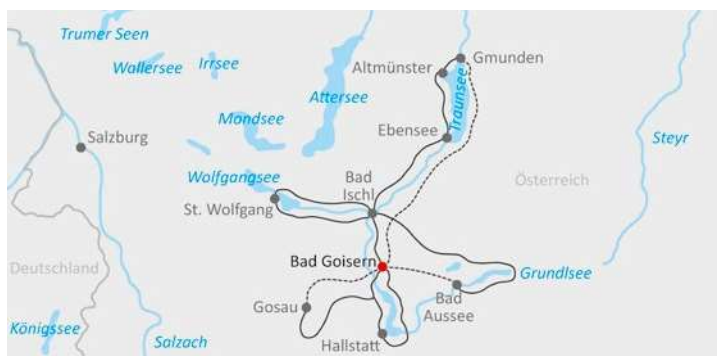 Trumer Seen
Wallersee
Irrsee
Attersee
Mondsee
Altmünster
Gmunden
Traunsee
Ebensee
Steyr
Salzburg
Wolfgangsee
Bad
Ischl
Österreich
St. Wolfgang
Bad Goisern
Deutschland
Grundlsee
Gosau
Bad
Aussee
Königssee
Salzach
Hallstatt